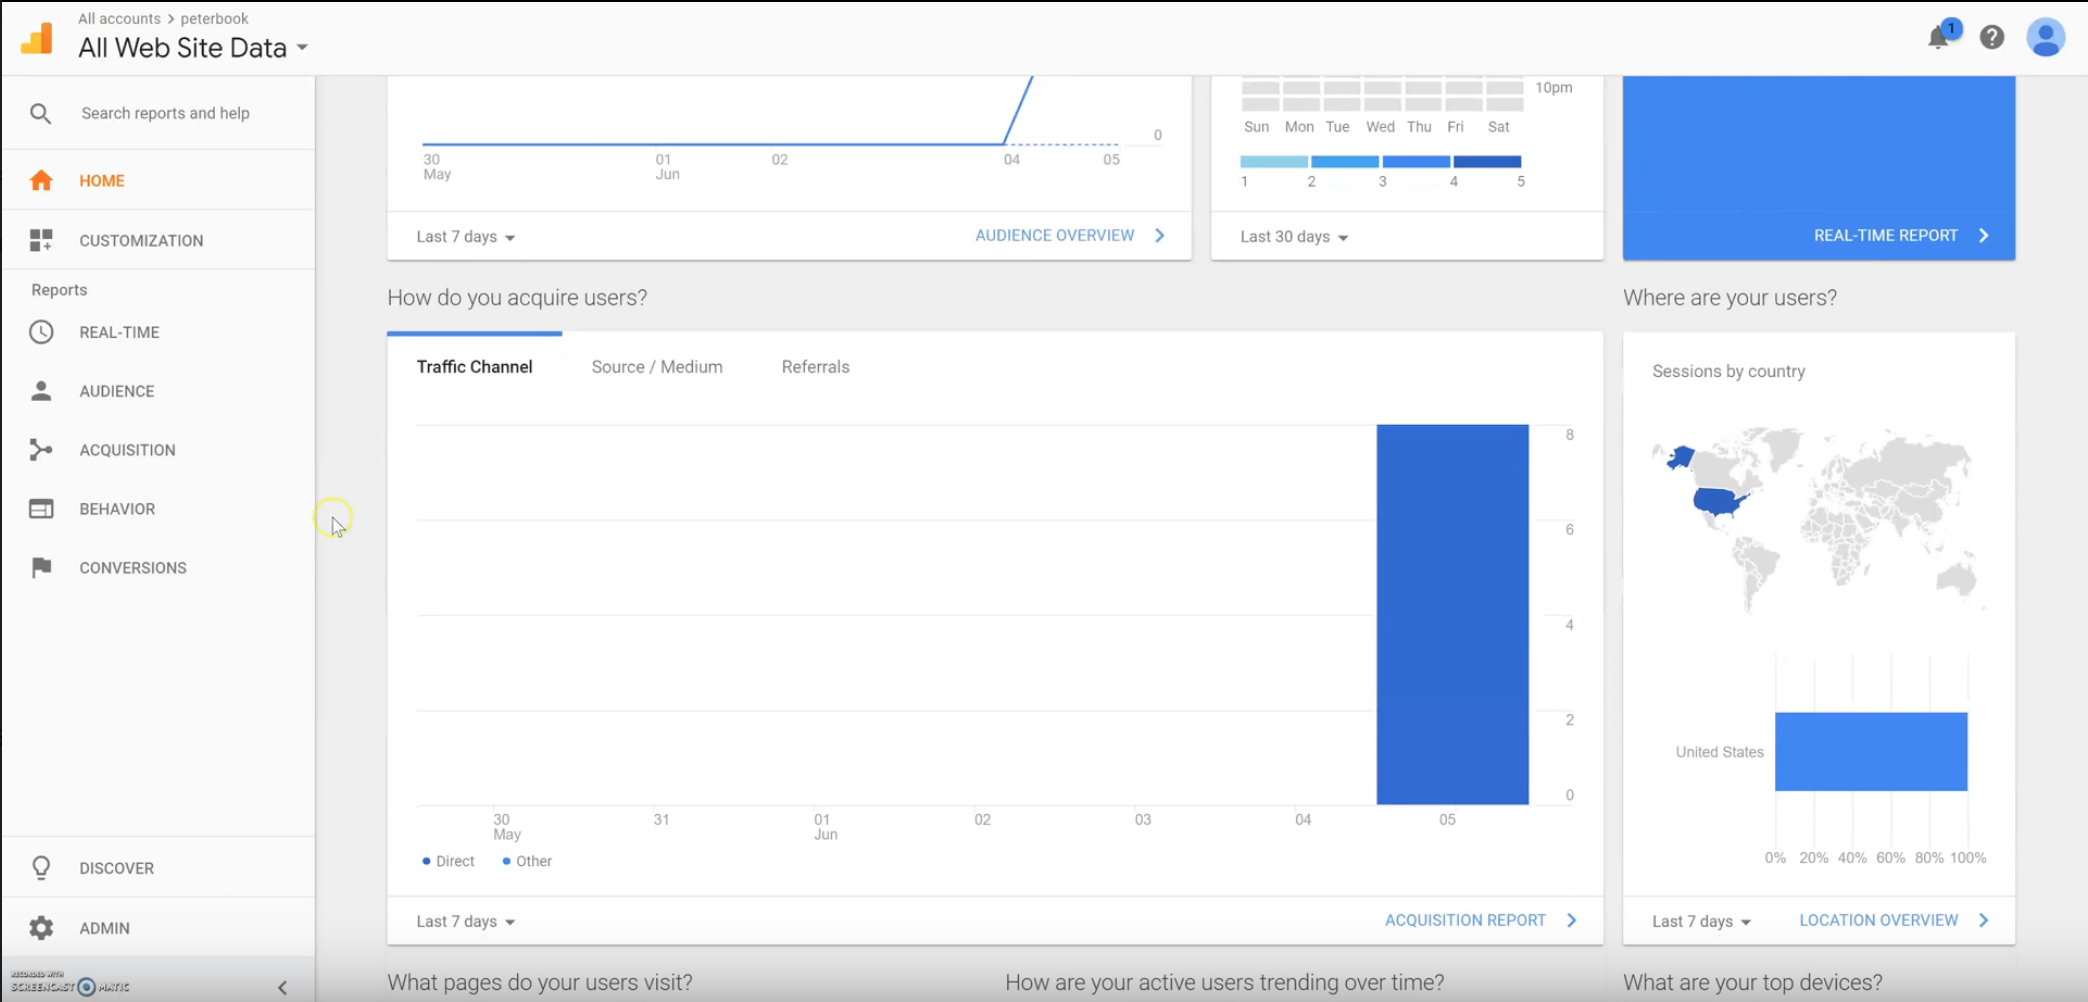 All accounts > peterbook
All Web Site Data
1
Search reports and help
HOME
CUSTOMIZATION
Reports
REAL-TIME
AUDIENCE
ACQUISITION
BEHAVIOR
CONVERSIONS
DISCOVER
ADMIN
RECORDED WITH
SCREENCAST MATIC
0
30 01 02 04 05
May Jun
Last 7 days AUDIENCE OVERVIEW
10pm
Sun Mon Tue Wed Thu Fri Sat
1 2 3 4 5
Last 30 days
REAL-TIME REPORT
How do you acquire users?
Traffic Channel Source / Medium Referrals
8
6
4
2
0
30 31 01 02 03 04 05
May Jun
Direct Other
Last 7 days ACQUISITION REPORT
Where are your users?
Sessions by country
United States
0% 20% 40% 60% 80% 100%
Last 7 days LOCATION OVERVIEW
What pages do your users visit?
How are your active users trending over time?
What are your top devices?